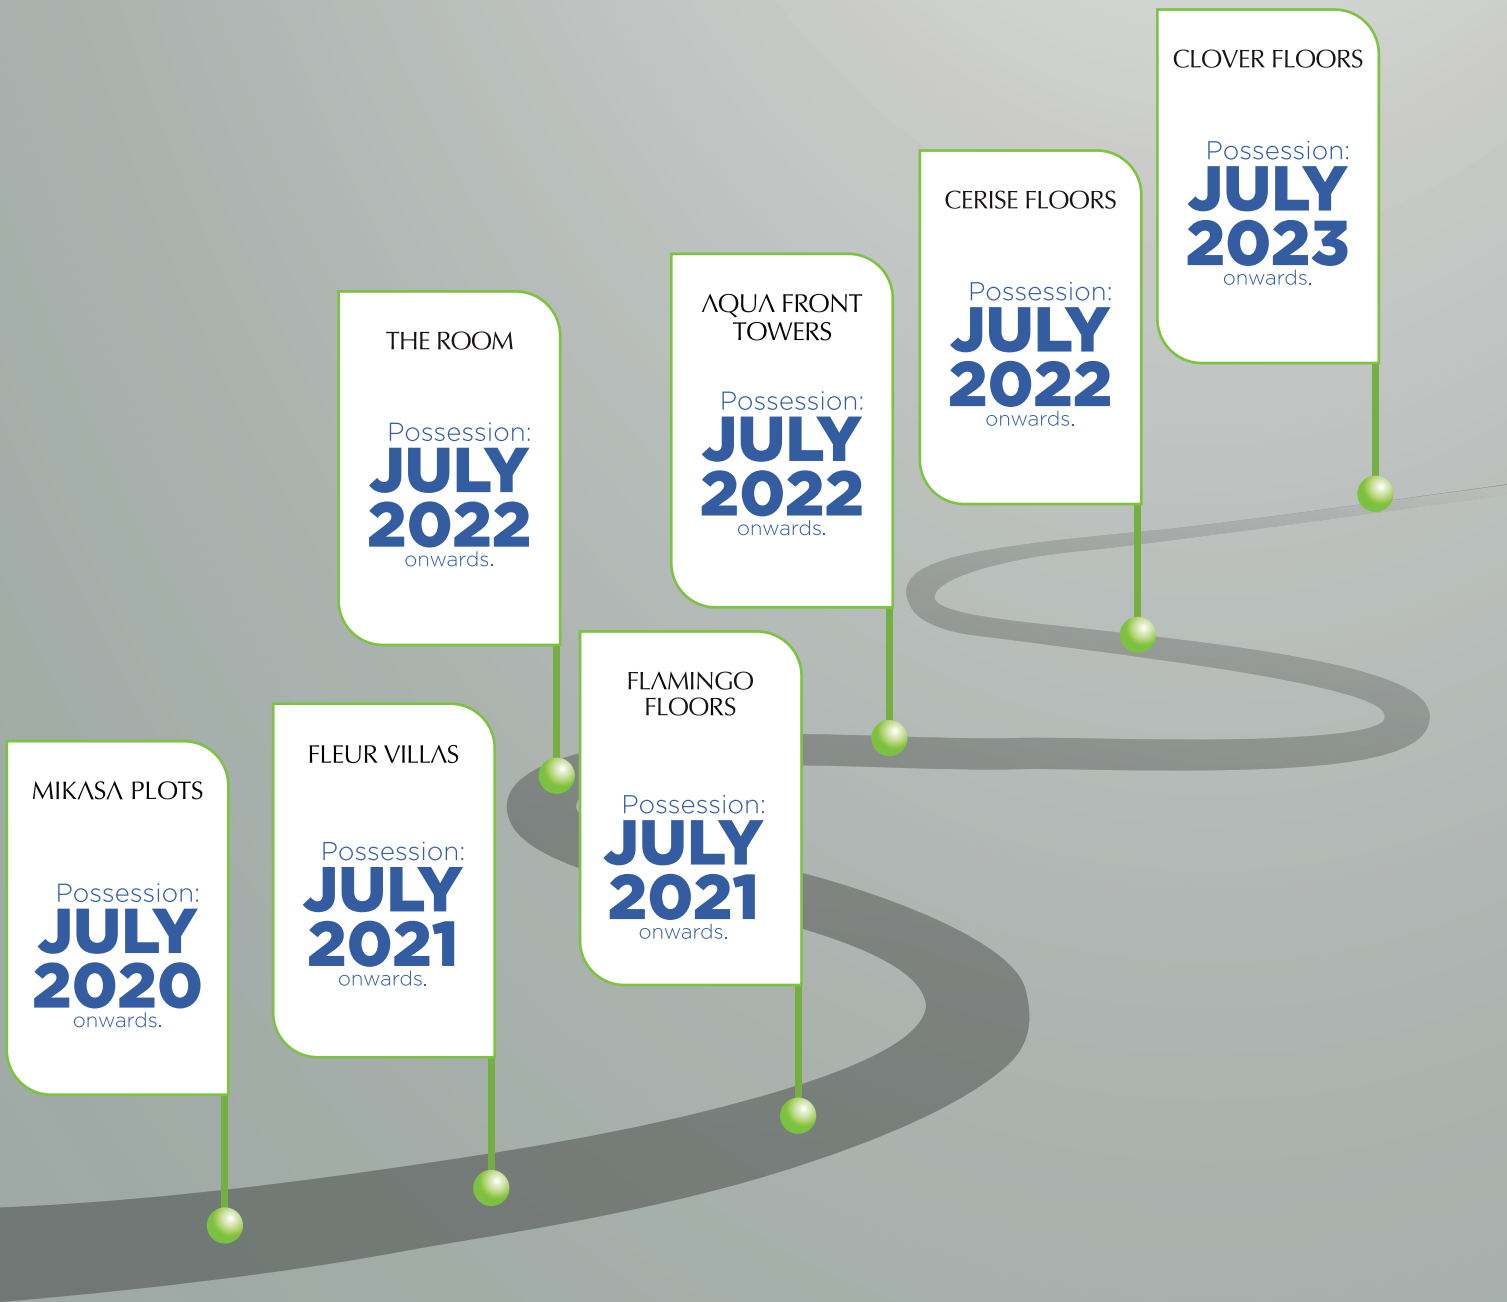 MIKASA PLOTS
Possession:
JULY
2020
onwards.
FLEUR VILLAS
Possession:
JULY
2021
onwards.
FLAMINGO
FLOORS
Possession:
JULY
2021
onwards.
THE ROOM
Possession:
JULY
2022
onwards.
AQUA FRONT
TOWERS
Possession:
JULY
2022
onwards.
CERISE FLOORS
Possession:
JULY
2022
onwards.
CLOVER FLOORS
Possession:
JULY
2023
onwards.